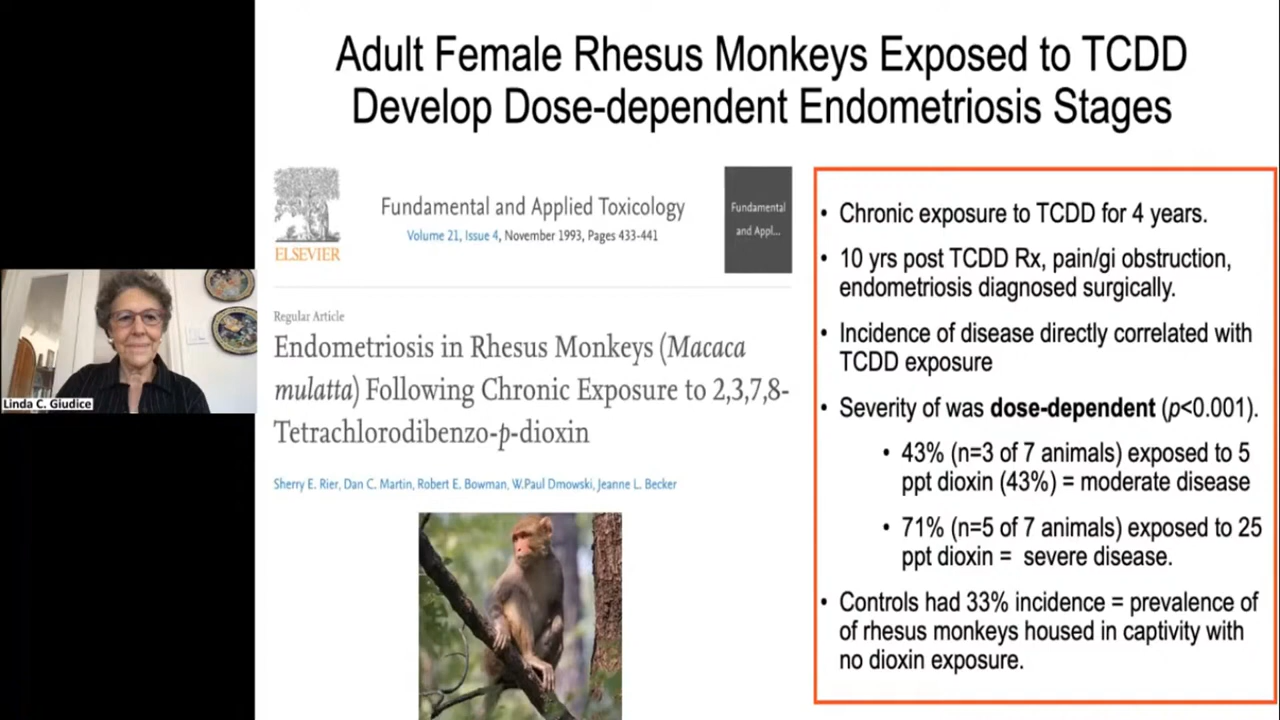 Adult Female Rhesus Monkeys Exposed to TCDD
Develop Dose-dependent Endometriosis Stages
ELSEVIER
Fundamental and Applied Toxicology
Volume 21, Issue 4, November 1993, Pages 433-441
Fundamental
and Appl...
Regular Article
Endometriosis in Rhesus Monkeys (Macaca
mulatta) Following Chronic Exposure to 2,3,7,8-
Tetrachlorodibenzo-p-dioxin
Sherry E. Rier, Dan C. Martin, Robert E. Bowman, W.Paul Dmowski, Jeanne L. Becker
• Chronic exposure to TCDD for 4 years.
• 10 yrs post TCDD Rx, pain/gi obstruction,
endometriosis diagnosed surgically.
• Incidence of disease directly correlated with
TCDD exposure
• Severity of was dose-dependent (p<0.001).
• 43% (n=3 of 7 animals) exposed to 5
ppt dioxin (43%) = moderate disease
• 71% (n=5 of 7 animals) exposed to 25
ppt dioxin = severe disease.
• Controls had 33% incidence = prevalence of
of rhesus monkeys housed in captivity with
no dioxin exposure.
Linda C. Giudice